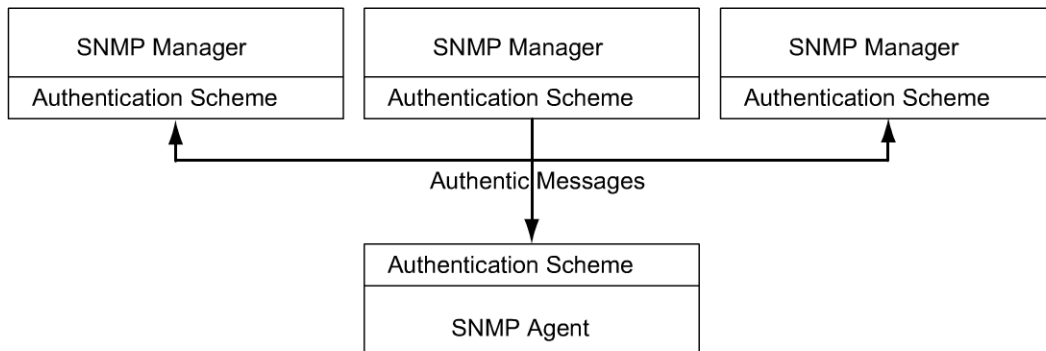 SNMP Manager
SNMP Manager
SNMP Manager
Authentication Scheme
Authentication Scheme
Authentication Scheme
Authentic Messages
Authentication Scheme
SNMP Agent